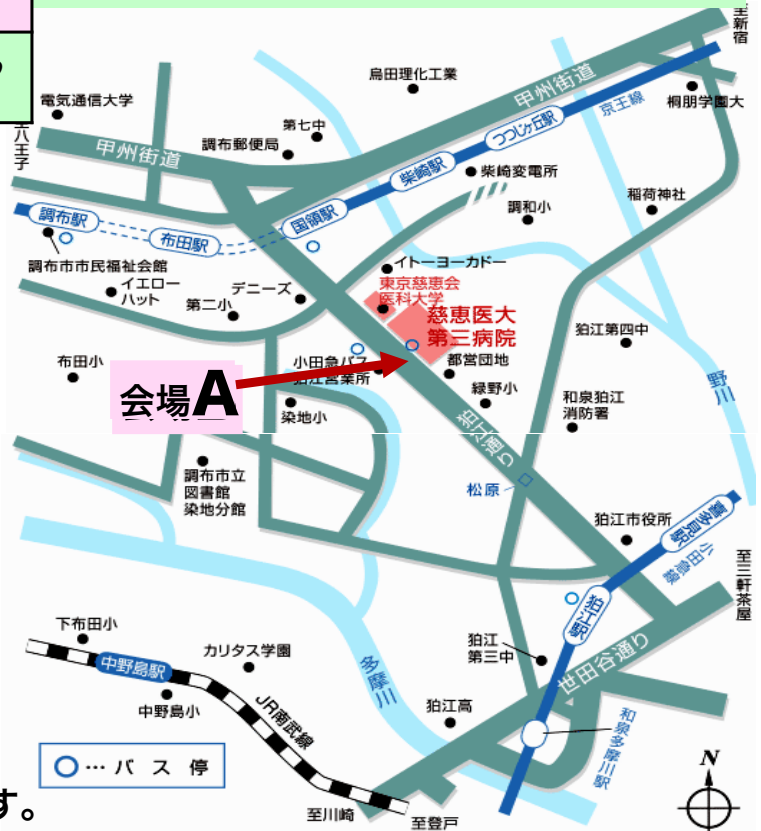 至新宿
烏田理化工業
甲州街道
京王線
桐朋学園大
電気通信大学
第七中
調布郵便局
至八王子
甲州街道
つつじヶ丘駅
柴崎駅
柴崎変電所
稲荷神社
調和小
調布駅
国領駅
布田駅
調布市市民福祉会館
イトーヨーカドー
イエロー
ハット
デニーズ
第二小
東京慈恵会
医科大学
慈恵医大
第三病院
狛江第四中
布田小
小田急バス
狛江営業所
都営団地
緑野小
野川
会場A
染地小
和泉狛江
消防署
狛江通り
調布市立
図書館
染地分館
松原
狛江市役所
喜多見駅
小田急線
至三軒茶屋
狛江駅
下布田小
カリタス学園
中野島駅
中野島小
多摩川
狛江
第三中
世田谷通り
JR南武線
狛江高
和泉多摩川駅
N
…バス停
す。
至川崎
至登戸